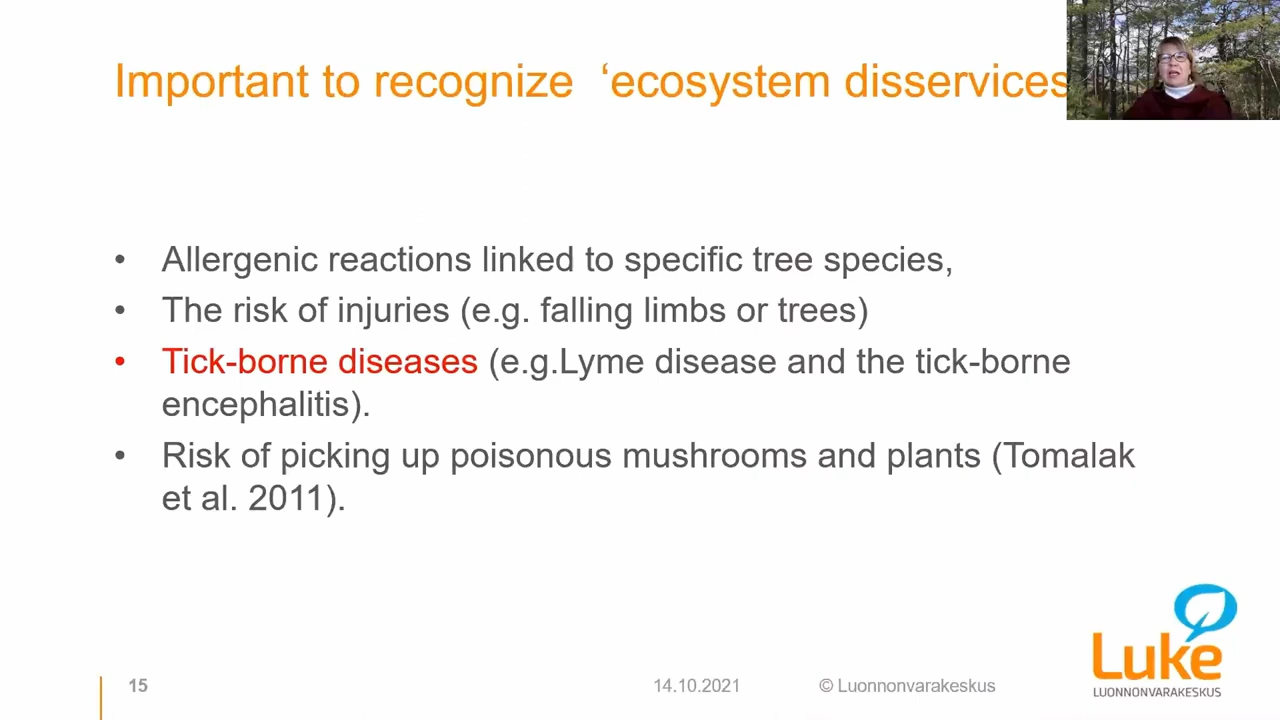 Important to recognize ‘ecosystem disservices
• Allergenic reactions linked to specific tree species,
• The risk of injuries (e.g. falling limbs or trees)
• Tick-borne diseases (e.g.Lyme disease and the tick-borne
encephalitis).
• Risk of picking up poisonous mushrooms and plants (Tomalak
et al. 2011).
15
14.10.2021
© Luonnonvarakeskus
Luke
LUONNONVARAKESKUS